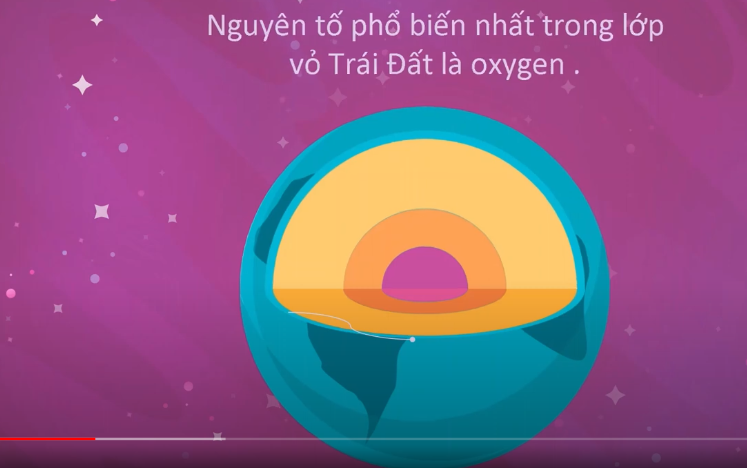 Nguyên tố phổ biến nhất trong lớp
vỏ Trái Đất là oxygen .